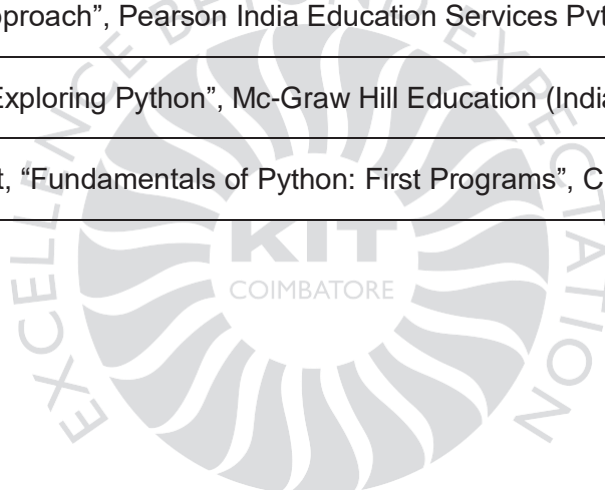 pproach”, Pearson India Education Services Pvt
Exploring Python”, Mc-Graw Hill Education (India
t, “Fundamentals of Python: First Programs”, C
EXCELLENCE BEYOND EXPECTATION
KIT
COIMBATORE